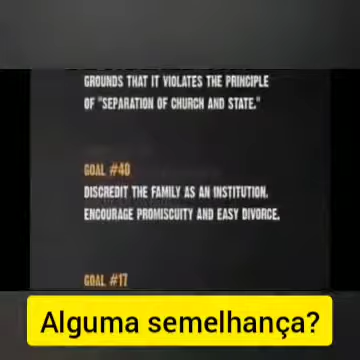 GROUNDS THAT IT VIOLATES THE PRINCIPLE
OF "SEPARATION OF CHURCH AND STATE."
GOAL #40
DISCREDIT THE FAMILY AS AN INSTITUTION.
ENCOURAGE PROMISCUITY AND EASY DIVORCE.
GOAL #17
Alguma semelhança?